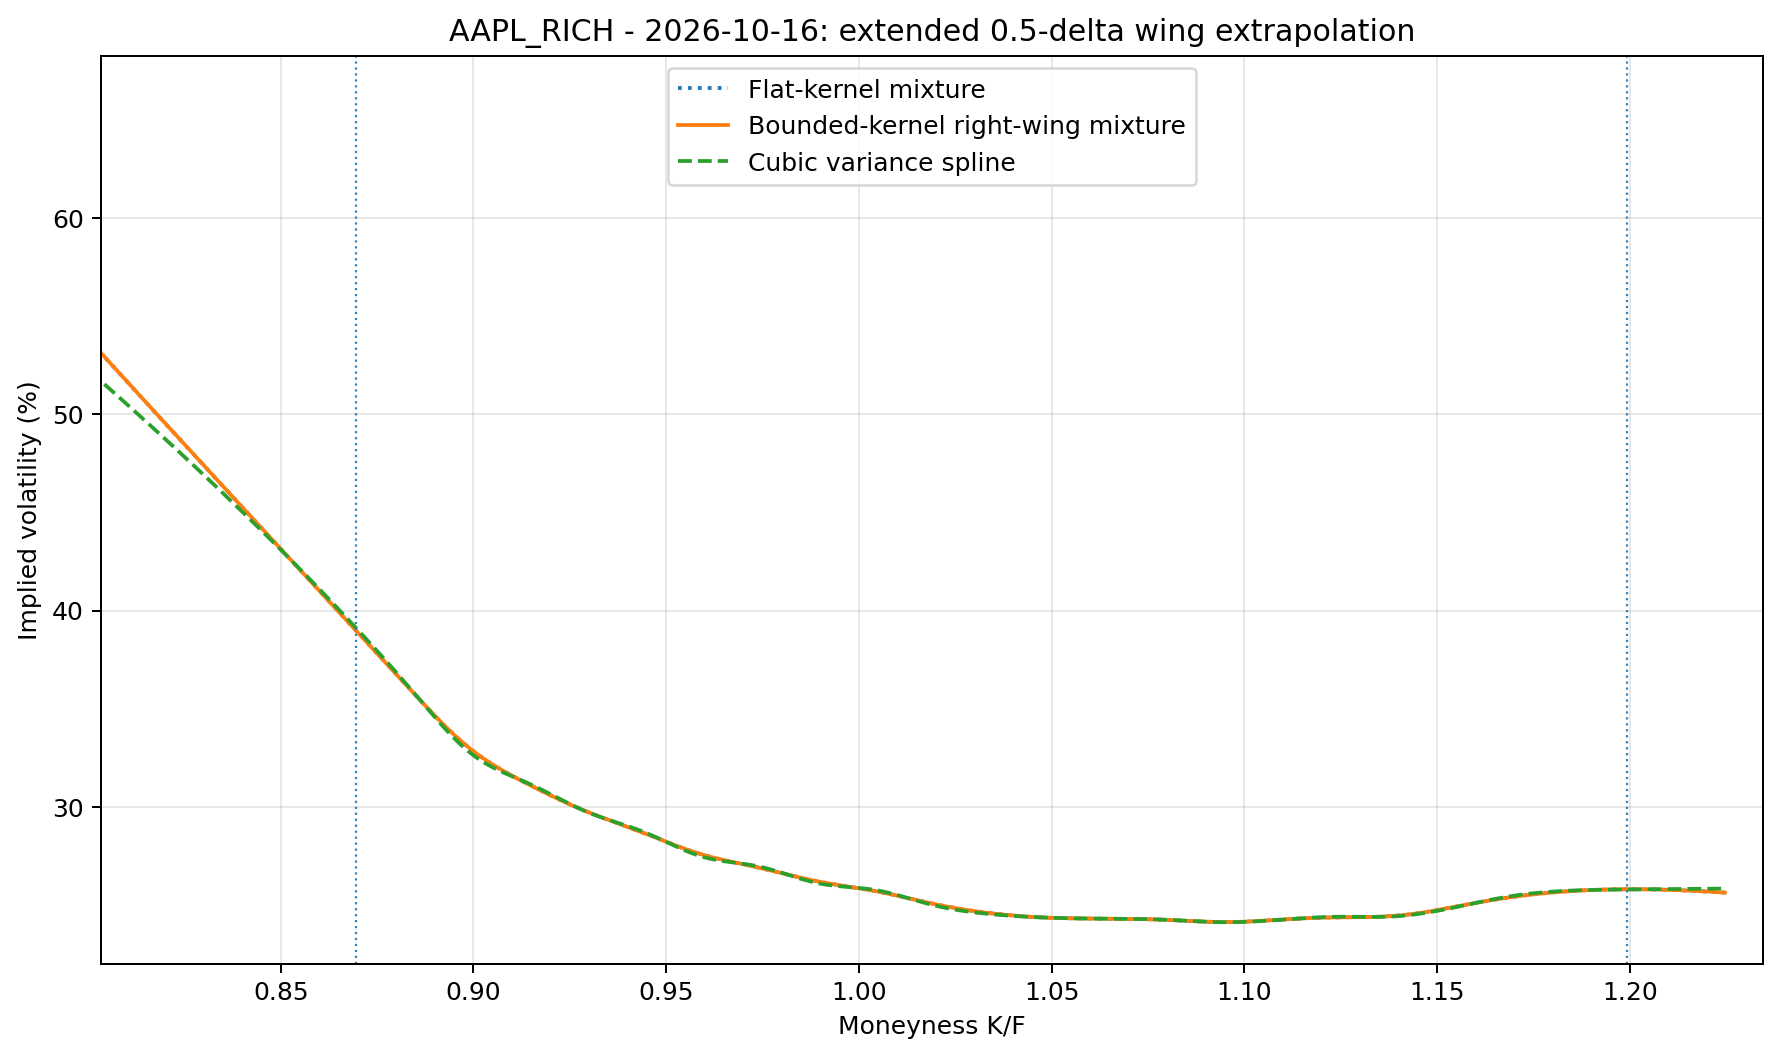 AAPL_RICH - 2026-10-16: extended 0.5-delta wing extrapolation
Flat-kernel mixture
Bounded-kernel right-wing mixture
Cubic variance spline
Implied volatility (%)
60
50
40
30
0.85 0.90 0.95 1.00 1.05 1.10 1.15 1.20
Moneyness K/F